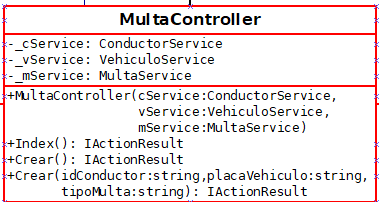 MultaController
-_cService: ConductorService
-_vService: VehiculoService
-_mService: MultaService
+MultaController(cService:ConductorService,
vService:VehiculoService,
mService:MultaService)
+Index(): IActionResult
+Crear(): IActionResult
+Crear(idConductor:string,placaVehiculo:string,
tipoMulta:string): IActionResult